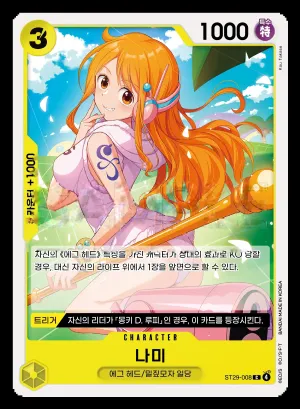 3
1000
특수
特
카운터 +1000
자신의 《에그 헤드》 특징을 가진 캐릭터가 상대의 효과로 KO 당할
경우, 대신 자신의 라이프 위에서 1장을 앞면으로 할 수 있다.
트리거 자신의 리더가 「몽키 D. 루피」인 경우, 이 카드를 등장시킨다.
CHARACTER
나미
에그 헤드/밀짚모자 일당
ST29-008 C